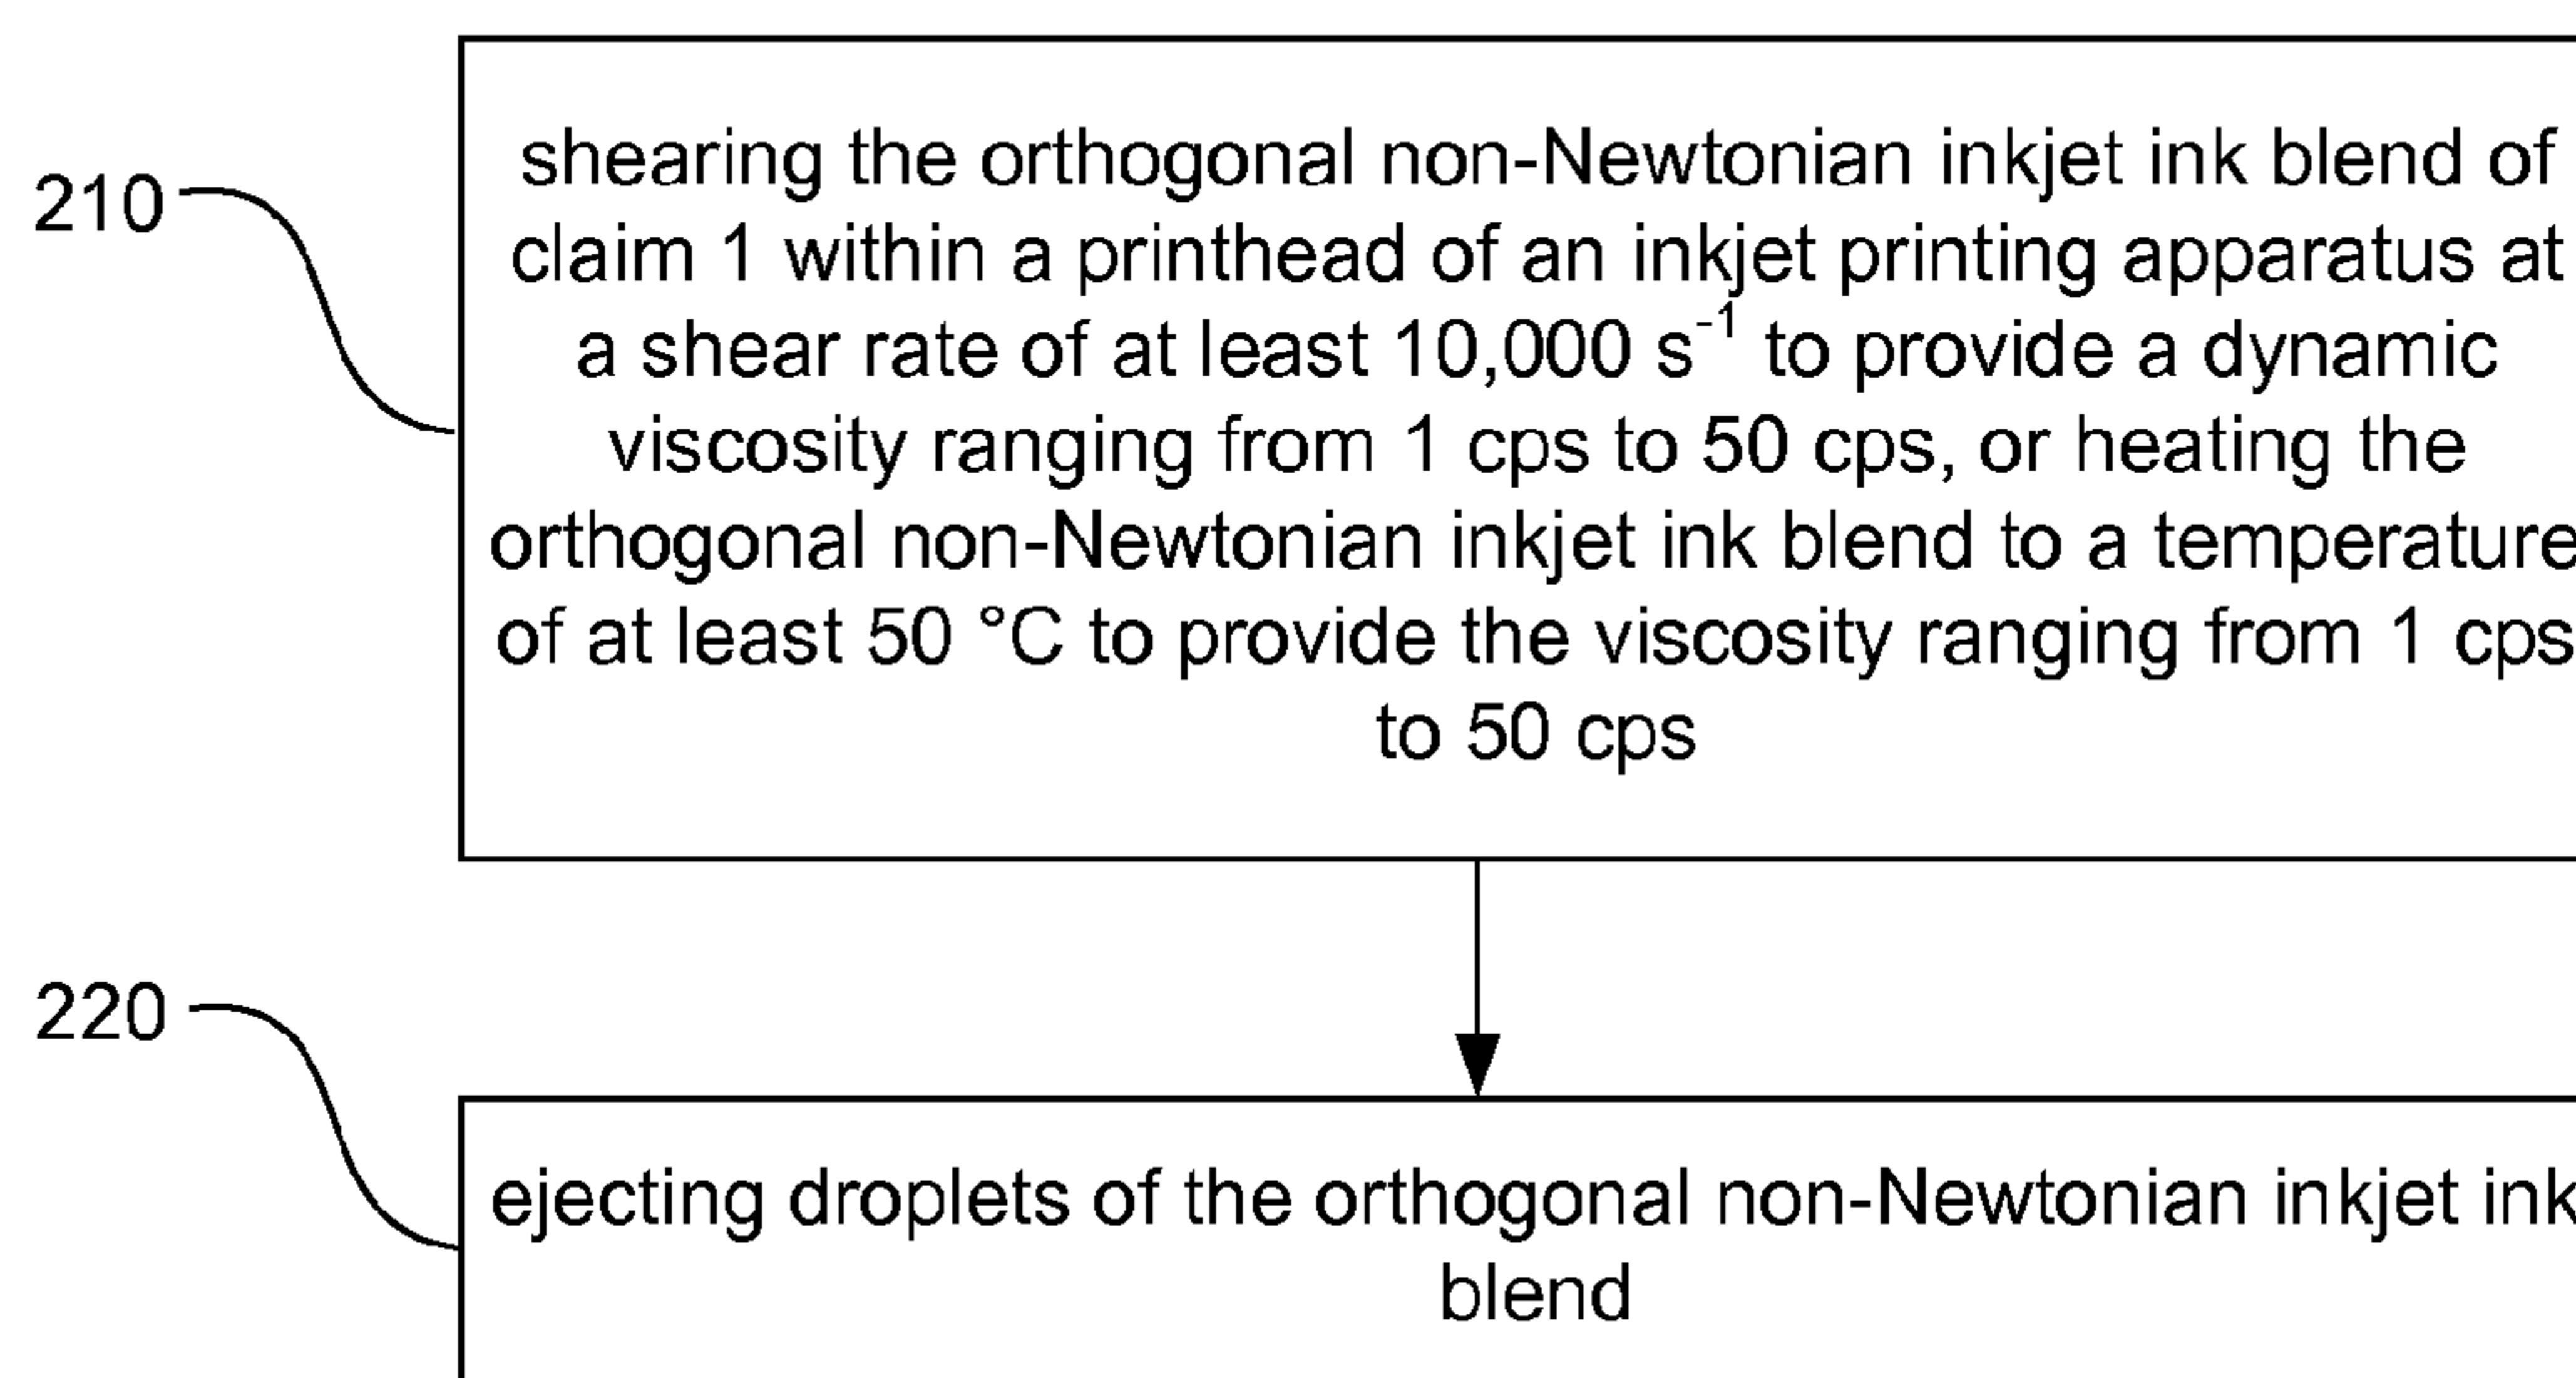 210
shearing the orthogonal non-Newtonian inkjet ink blend of
claim 1 within a printhead of an inkjet printing apparatus at
a shear rate of at least 10,000 s⁻¹ to provide a dynamic
viscosity ranging from 1 cps to 50 cps, or heating the
orthogonal non-Newtonian inkjet ink blend to a temperature
of at least 50 °C to provide the viscosity ranging from 1 cps
to 50 cps
220
ejecting droplets of the orthogonal non-Newtonian inkjet ink
blend